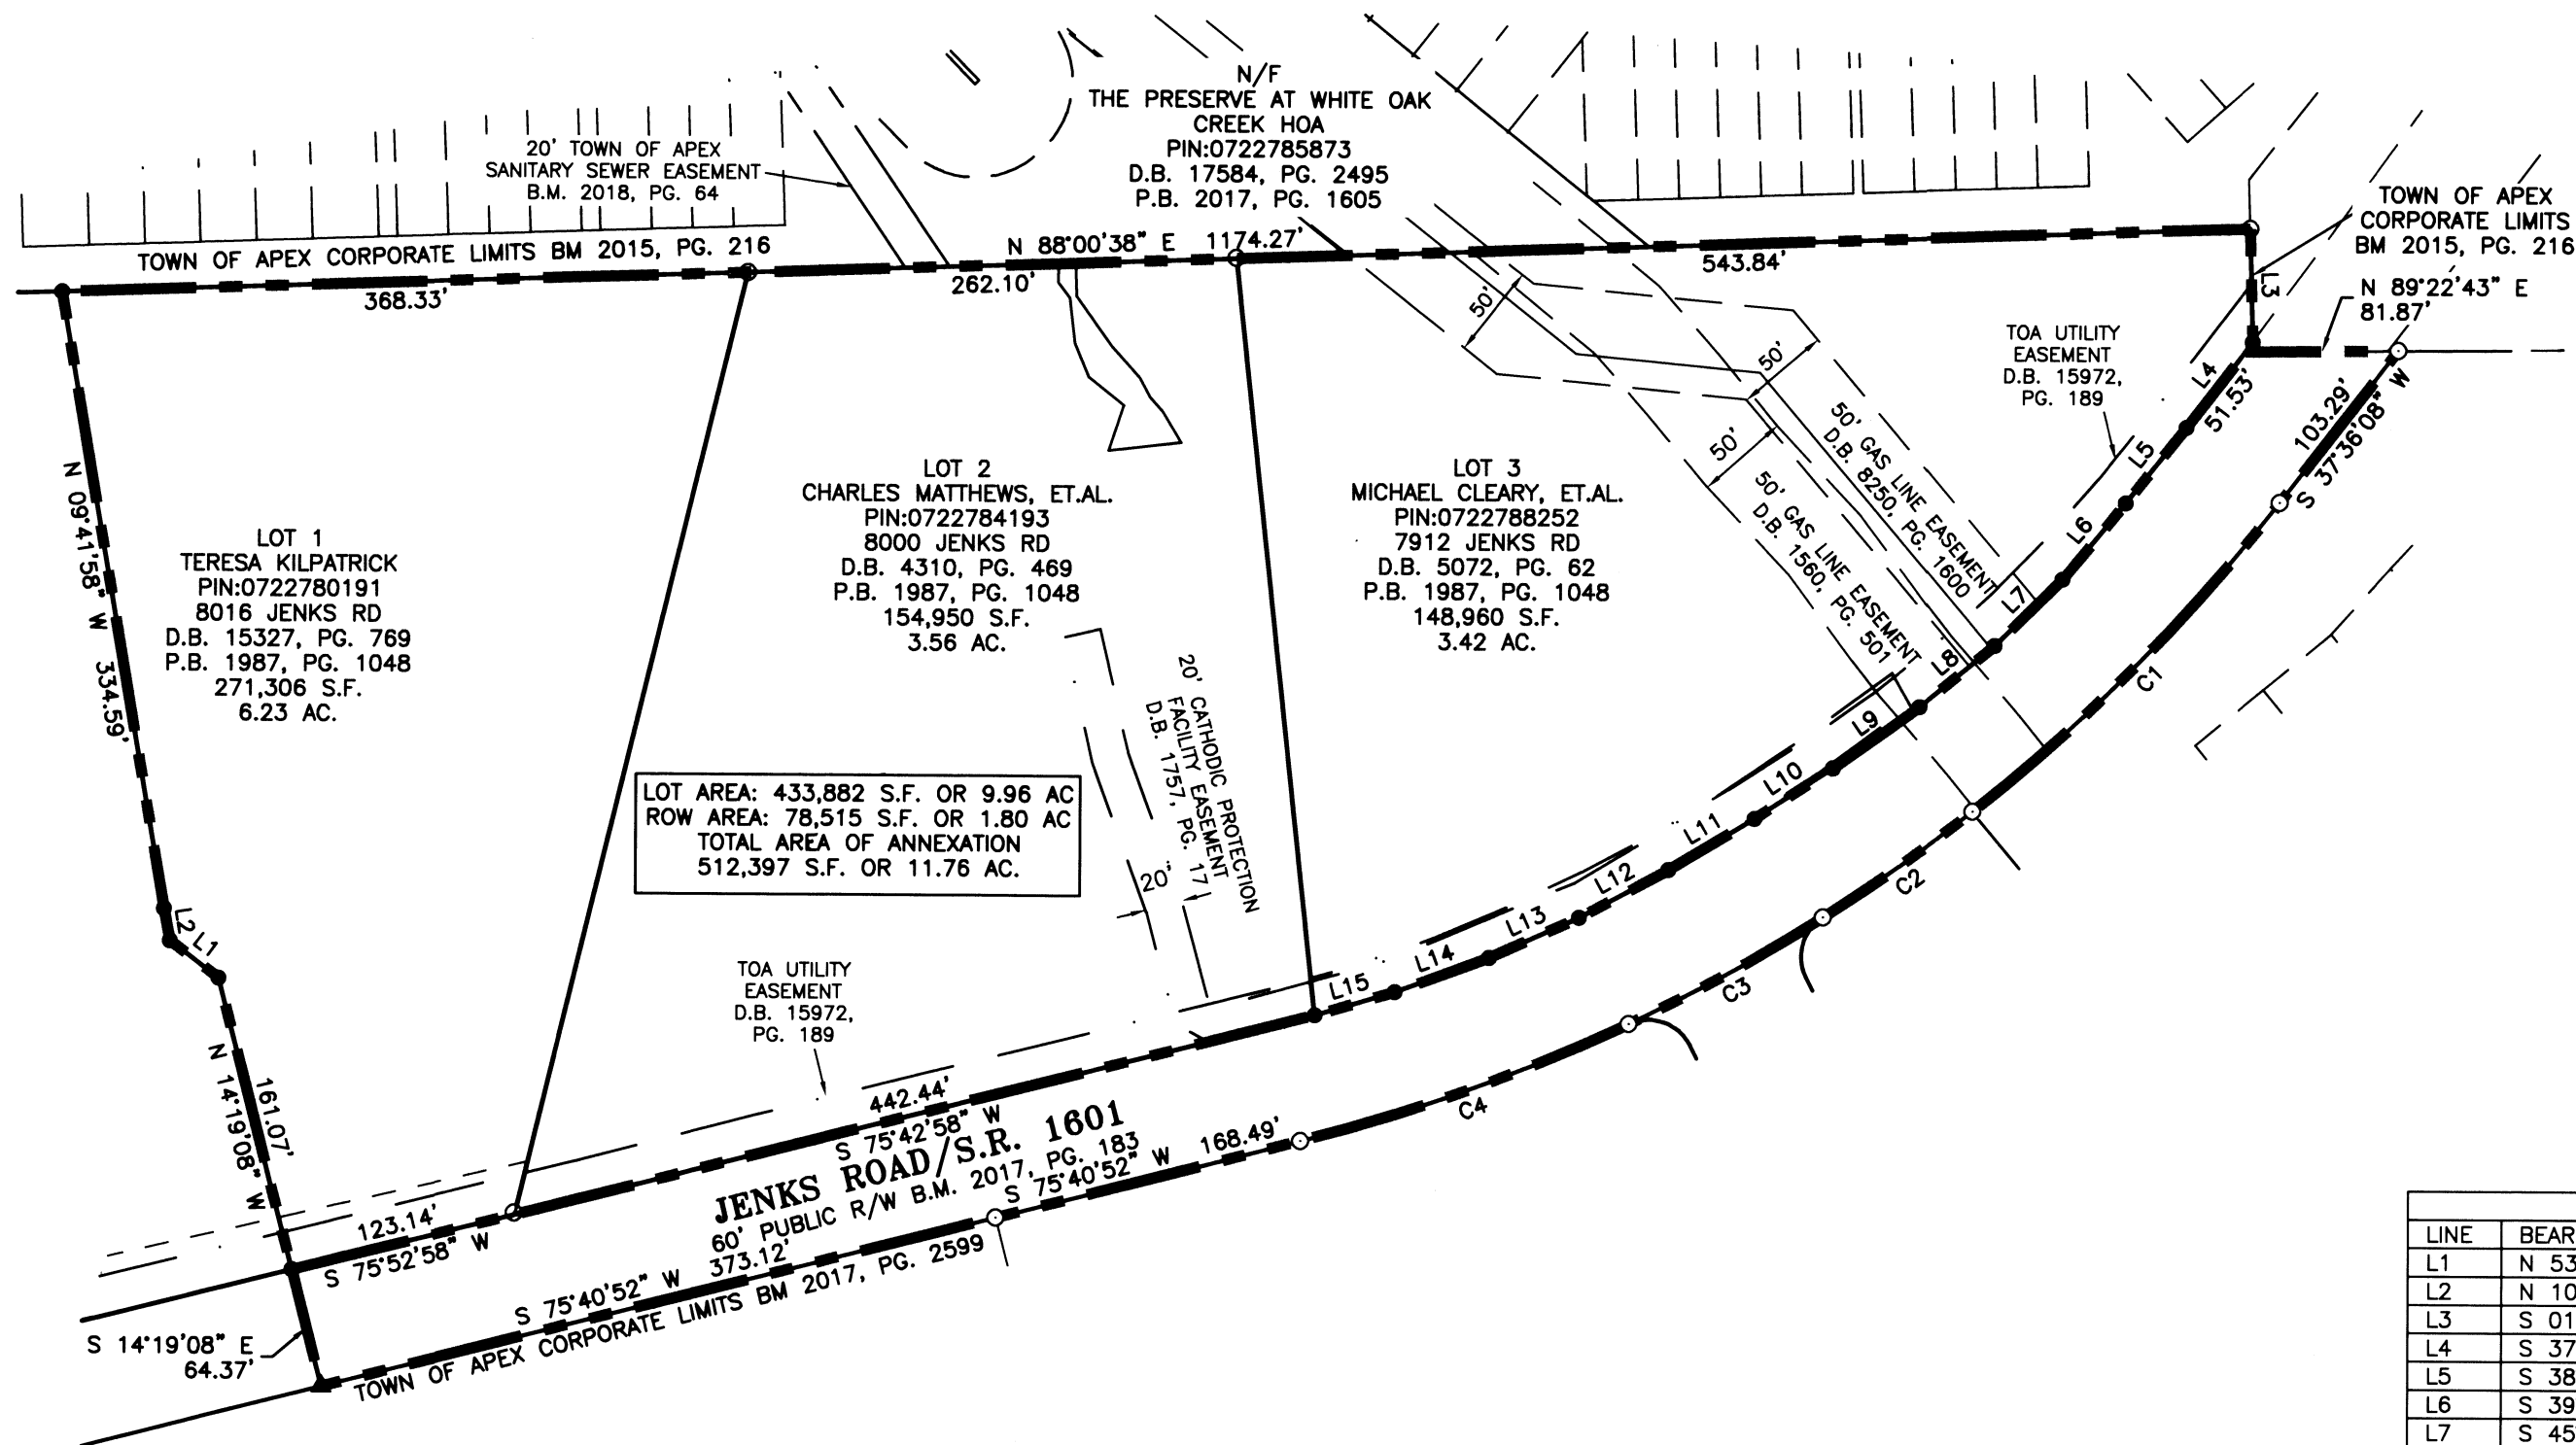 N/F
THE PRESERVE AT WHITE OAK
CREEK HOA
PIN:0722785873
D.B. 17584, PG. 2495
P.B. 2017, PG. 1605
20' TOWN OF APEX
SANITARY SEWER EASEMENT
B.M. 2018, PG. 64
TOWN OF APEX CORPORATE LIMITS BM 2015, PG. 216
N 88°00'38" E 1174.27'
368.33'
262.10'
543.84'
TOWN OF APEX
CORPORATE LIMITS
BM 2015, PG. 216
L3
N 89°22'43" E
81.87'
TOA UTILITY
EASEMENT
D.B. 15972,
PG. 189
50'
50'
50'
50' GAS LINE EASEMENT
D.B. 8250, PG. 1600
50' GAS LINE EASEMENT
D.B. 1560, PG. 501
L4
51.53'
103.29'
S 37°36'08" W
L5
L6
L7
L8
L9
L10
L11
L12
L13
L14
L15
C1
C2
C3
C4
N 09°41'58" W 334.59'
LOT 1
TERESA KILPATRICK
PIN:0722780191
8016 JENKS RD
D.B. 15327, PG. 769
P.B. 1987, PG. 1048
271,306 S.F.
6.23 AC.
LOT 2
CHARLES MATTHEWS, ET.AL.
PIN:0722784193
8000 JENKS RD
D.B. 4310, PG. 469
P.B. 1987, PG. 1048
154,950 S.F.
3.56 AC.
LOT 3
MICHAEL CLEARY, ET.AL.
PIN:0722788252
7912 JENKS RD
D.B. 5072, PG. 62
P.B. 1987, PG. 1048
148,960 S.F.
3.42 AC.
20' CATHODIC PROTECTION
FACILITY EASEMENT
D.B. 1757, PG. 171
20'
LOT AREA: 433,882 S.F. OR 9.96 AC
ROW AREA: 78,515 S.F. OR 1.80 AC
TOTAL AREA OF ANNEXATION
512,397 S.F. OR 11.76 AC.
L2
L1
161.07'
N 14°19'08" W
TOA UTILITY
EASEMENT
D.B. 15972,
PG. 189
123.14'
S 75°52'58" W
442.44'
S 75°42'58" W
JENKS ROAD/S.R. 1601
60' PUBLIC R/W B.M. 2017, PG. 183
S 75°40'52" W 168.49'
S 75°40'52" W 373.12'
TOWN OF APEX CORPORATE LIMITS BM 2017, PG. 2599
S 14°19'08" E
64.37'
LINE BEAR
L1 N 53
L2 N 10
L3 S 01
L4 S 37
L5 S 38
L6 S 39
L7 S 45